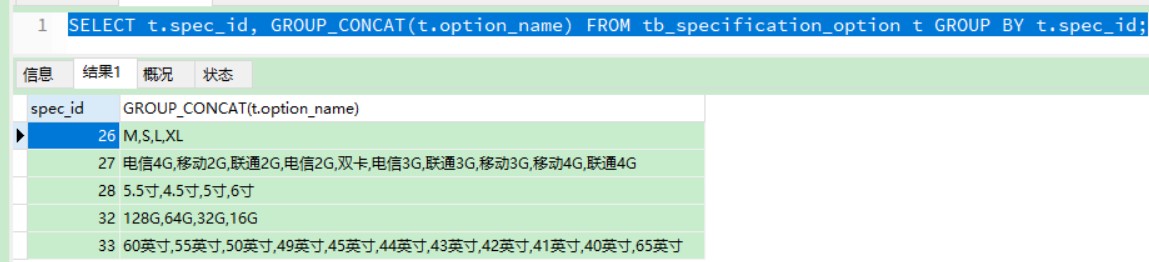 1 SELECT t.spec_id, GROUP_CONCAT(t.option_name) FROM tb_specification_option t GROUP BY t.spec_id;
信息 结果1 概况 状态
spec_id GROUP_CONCAT(t.option_name)
26 M,S,L,XL
27 电信4G,移动2G,联通2G,电信2G,双卡,电信3G,联通3G,移动3G,移动4G,联通4G
28 5.5寸,4.5寸,5寸,6寸
32 128G,64G,32G,16G
33 60英寸,55英寸,50英寸,49英寸,45英寸,44英寸,43英寸,42英寸,41英寸,40英寸,65英寸